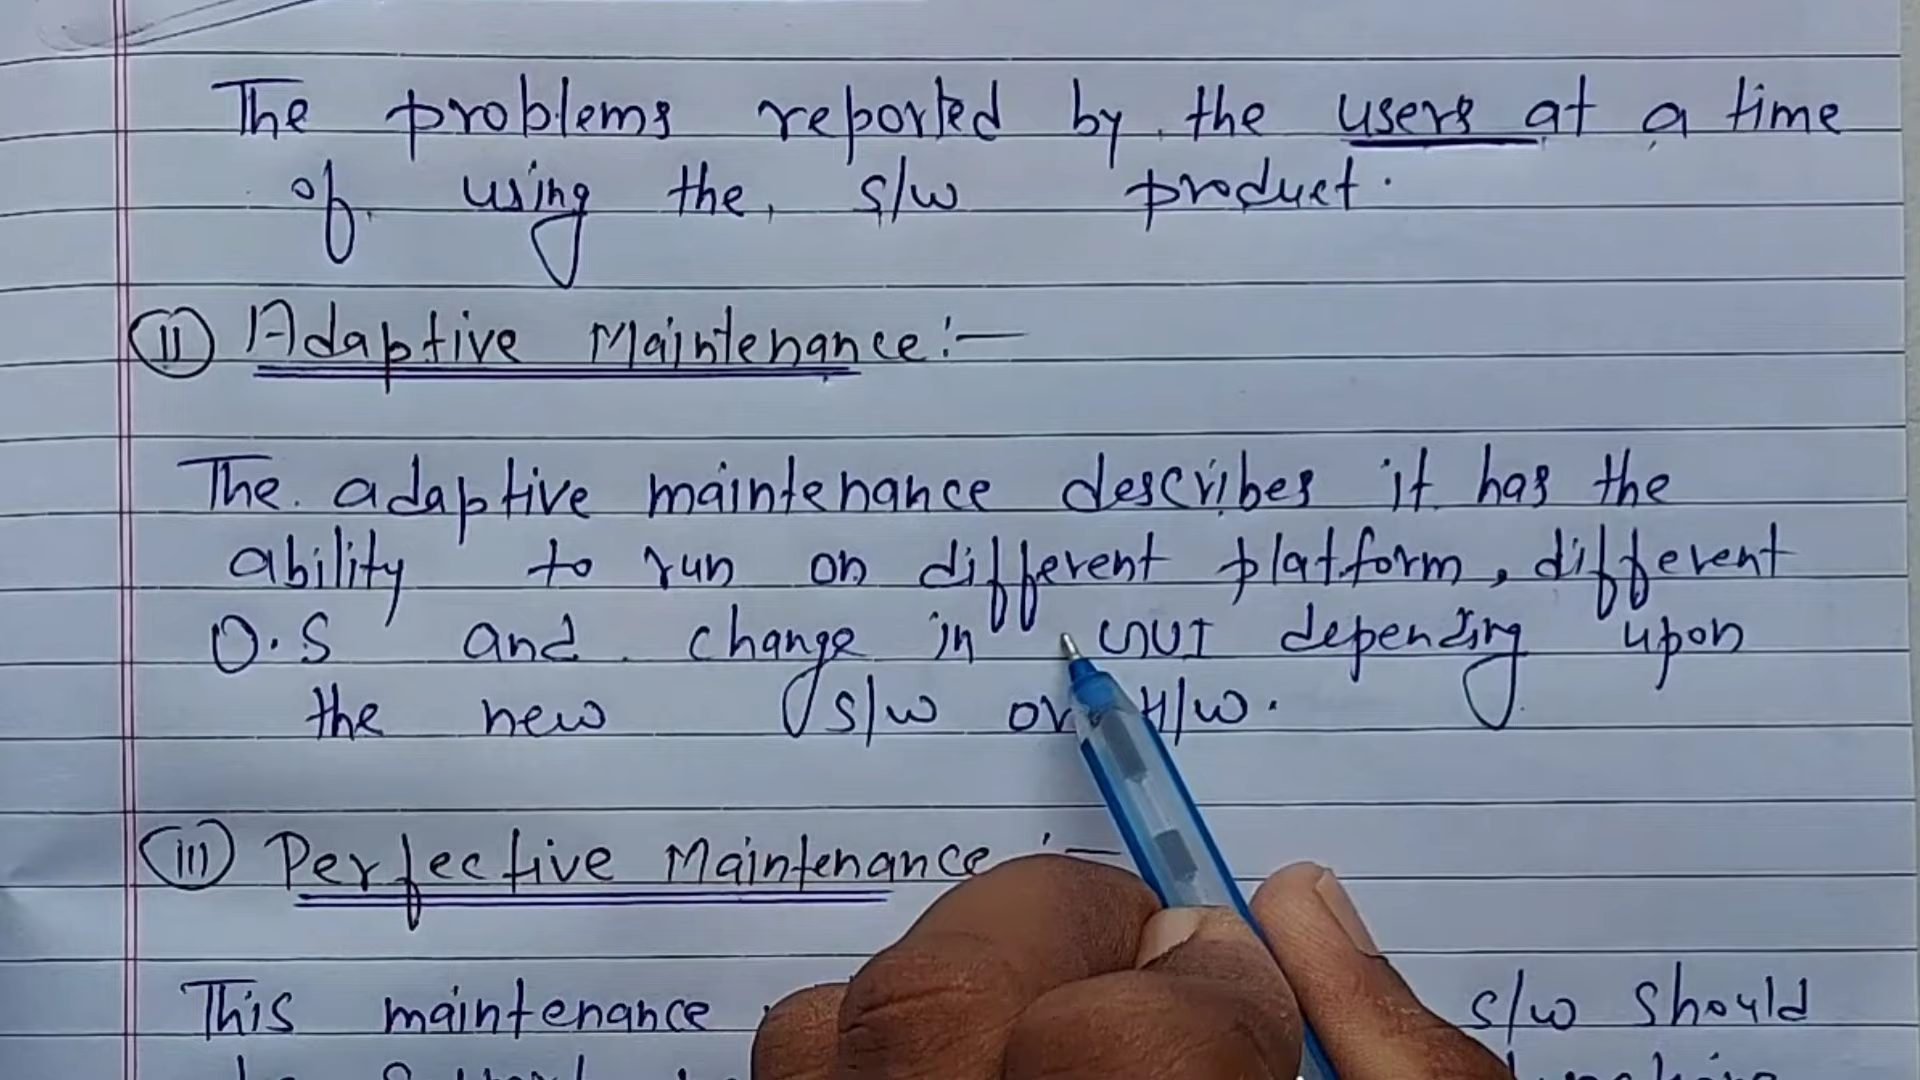 The problems reported by the users at a time
of using the s/w product.
(II) Adaptive Maintenance:-
The adaptive maintenance describes it has the
ability to run on different platform, different
O.S and change in GUI depending upon
the new s/w or H/w.
(III) Perfective Maintenance :-
This maintenance s/w should